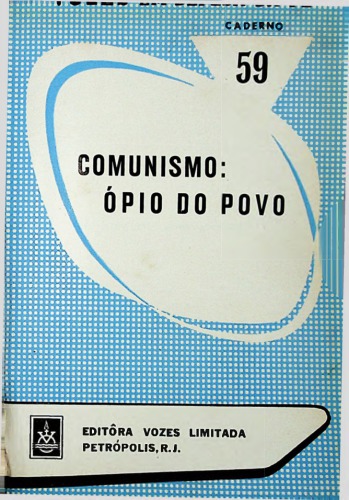 CADERNO
59
COMUNISMO:
ÓPIO DO POVO
EDITÔRA VOZES LIMITADA
PETRÓPOLIS, R.J.